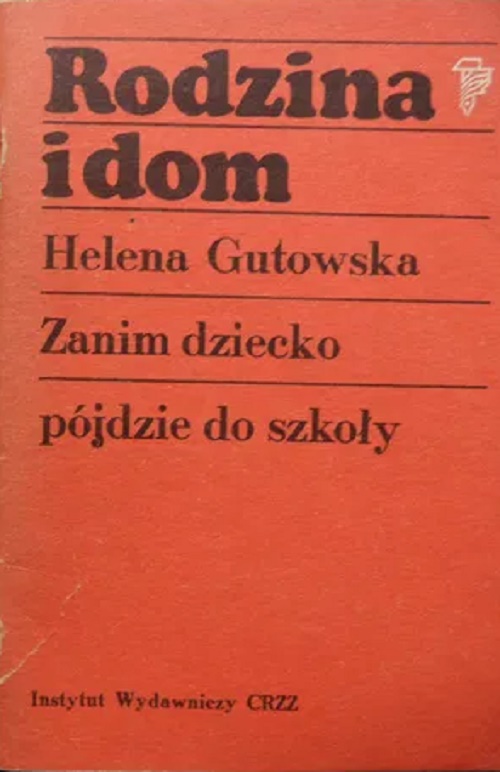 Rodzina
i dom
Helena Gutowska
Zanim dziecko
pójdzie do szkoły
Instytut Wydawniczy CRZZ